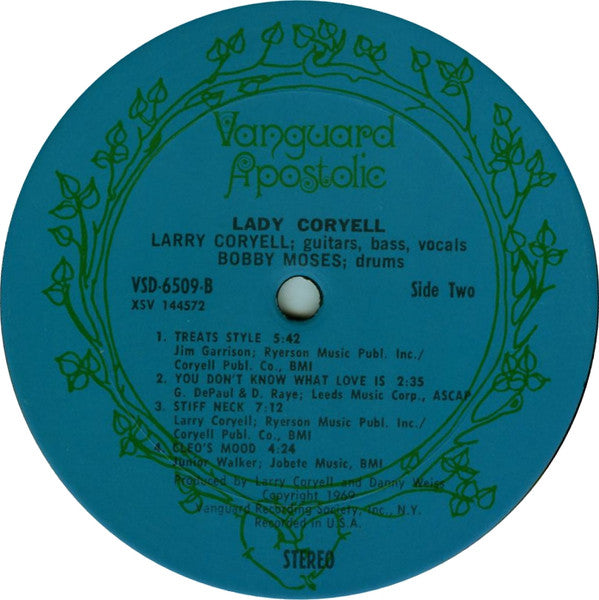 Vanguard
Apostolic
LADY CORYELL
LARRY CORYELL; guitars, bass, vocals
BOBBY MOSES; drums
VSD-6509-B
XSV 144572
Side Two
1. TREATS STYLE 5:42
Jim Garrison; Ryerson Music Publ. Inc./
Coryell Publ. Co., BMI
2. YOU DON'T KNOW WHAT LOVE IS 2:35
G. DePaul & D. Raye; Leeds Music Corp., ASCAP
3. STIFF NECK 7:12
Larry Coryell; Ryerson Music Publ. Inc./
Coryell Publ. Co., BMI
4. CLEO'S MOOD 4:24
Junior Walker; Jobete Music, BMI
Produced by Larry Coryell and Danny Weiss
Copyright 1969
Vanguard Recording Society, Inc., N.Y.
Recorded in U.S.A.
STEREO